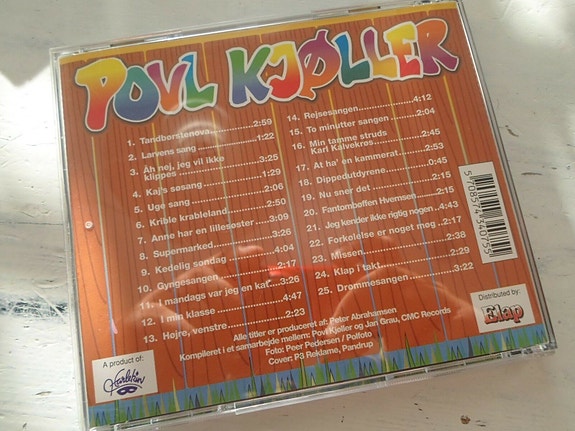 POVL KJØLLER
1. Tandbørstenova 2:59
2. Larvens sang 1:22
3. Åh nej, jeg vil ikke
klippes 3:25
4. Kaj's søsang 1:29
5. Uge sang 2:06
6. Krible krableland 2:50
7. Anne har en lillesøster 3:09
8. Supermarked 3:26
9. Kedelig søndag 4:04
10. Gyngesangen 2:17
11. I mandags var jeg en kat 3:26
12. I min klasse 4:47
13. Højre, venstre 2:23
14. Rejsesangen 4:12
15. To minutter sangen 2:04
16. Min tamme struds
Karl Kalvekrøs 2:45
17. At ha' en kammerat 2:53
18. Dippedutdyrene 0:45
19. Nu sner det 2:15
20. Fantombøffen Hvemsen 2:15
21. Jeg kender ikke rigtig nogen 4:43
22. Forkølelse er noget møg 2:17
23. Missen 2:38
24. Klap i takt 2:29
25. Drømmesangen 3:22
Alle titler er produceret af: Peter Abrahamsen
Kompileret i et samarbejde mellem: Povl Kjøller og Jan Grau, CMC Records
Foto: Peer Pedersen / Polfoto
Cover: P3 Reklame, Pandrup
A product of:
Harlekin
Distributed by:
Elap
5 708574 340755